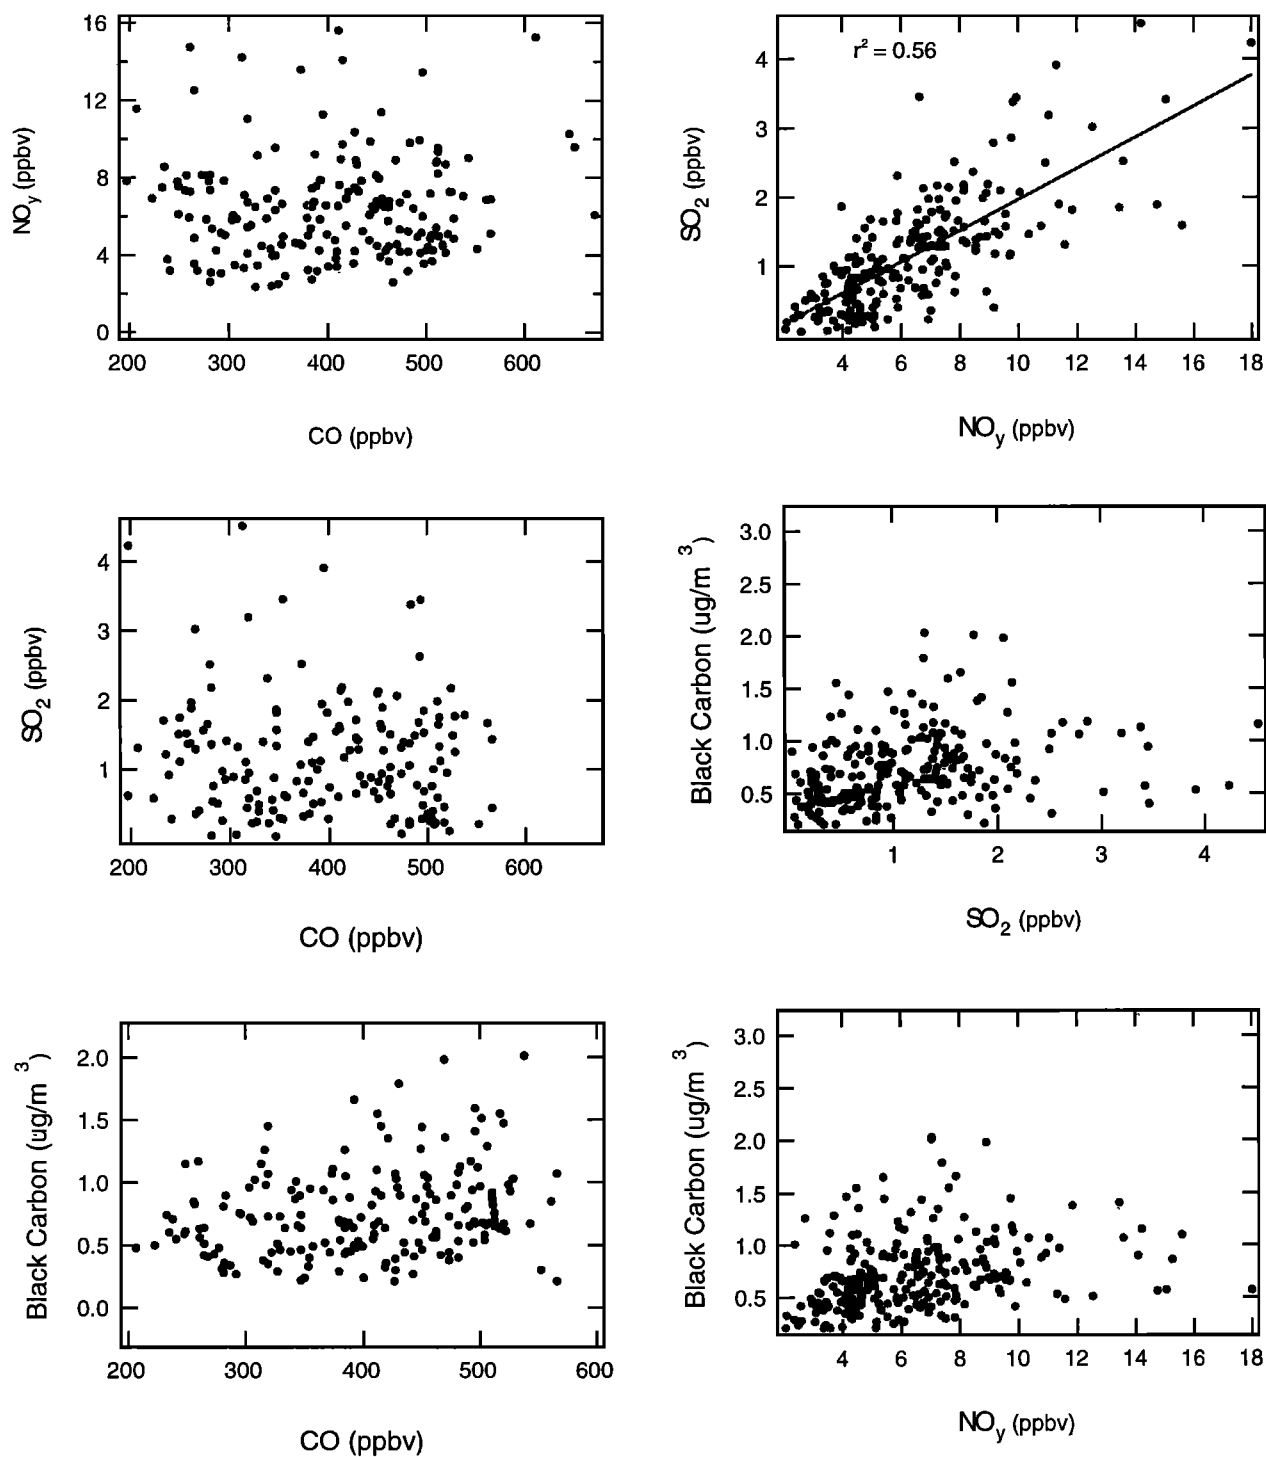 16
12
8
4
0
NOy (ppbv)
200 300 400 500 600
CO (ppbv)
r² = 0.56
4
3
2
1
SO2 (ppbv)
4 6 8 10 12 14 16 18
NOy (ppbv)
4
3
2
1
SO2 (ppbv)
200 300 400 500 600
CO (ppbv)
3.0
2.5
2.0
1.5
1.0
0.5
Black Carbon (ug/m³)
1 2 3 4
SO2 (ppbv)
2.0
1.5
1.0
0.5
0.0
Black Carbon (ug/m³)
200 300 400 500 600
CO (ppbv)
3.0
2.5
2.0
1.5
1.0
0.5
Black Carbon (ug/m³)
4 6 8 10 12 14 16 18
NOy (ppbv)